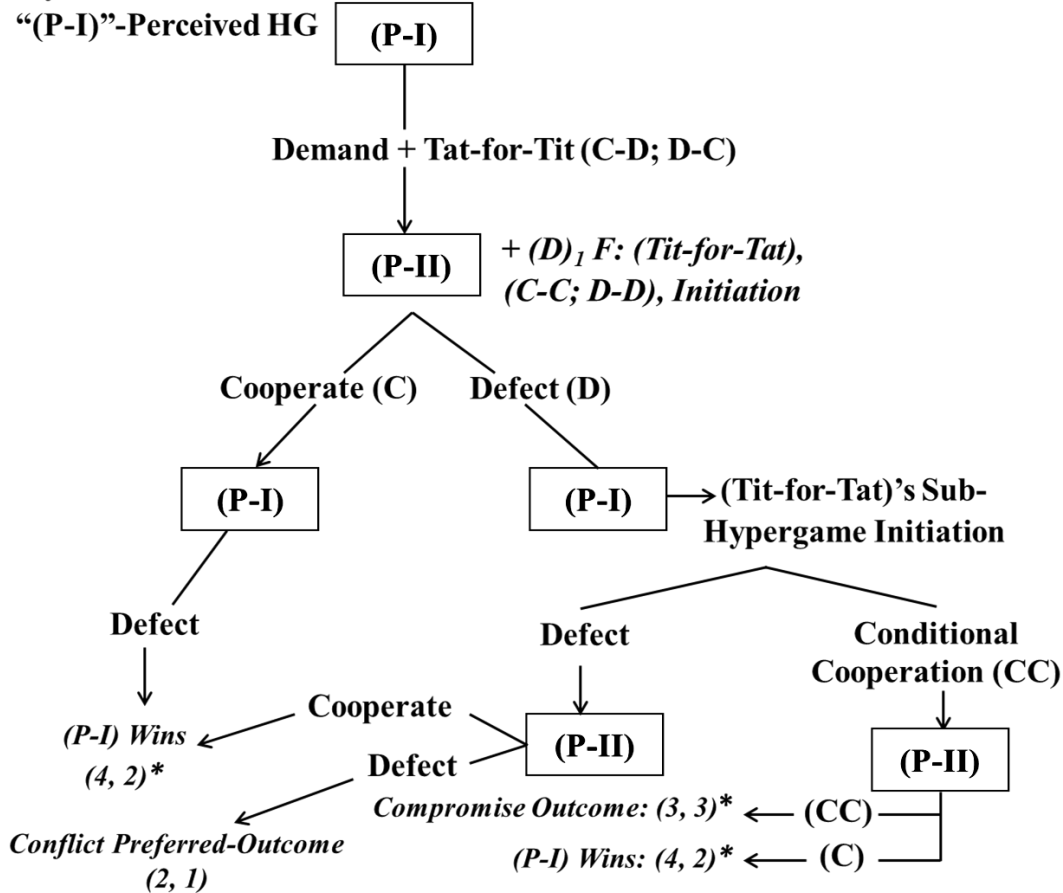 “(P-I)”-Perceived HG
(P-I)
Demand + Tat-for-Tit (C-D; D-C)
(P-II)
+ (D)1 F: (Tit-for-Tat),
(C-C; D-D), Initiation
Cooperate (C)
Defect (D)
(P-I)
(P-I)
(Tit-for-Tat)’s Sub-
Hypergame Initiation
Defect
Defect
Conditional
Cooperation (CC)
Cooperate
(P-I) Wins
(4, 2)*
(P-II)
(P-II)
Defect
Compromise Outcome: (3, 3)*
(CC)
Conflict Preferred-Outcome
(2, 1)
(P-I) Wins: (4, 2)*
(C)